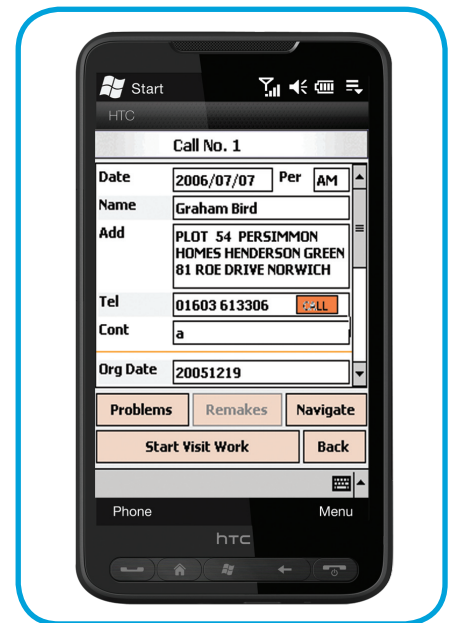 Start
HTC
Call No. 1
Date 2006/07/07 Per AM
Name Graham Bird
Add PLOT 54 PERSIMMON
HOMES HENDERSON GREEN
81 ROE DRIVE NORWICH
Tel 01603 613306 CALL
Cont a
Org Date 20051219
Problems Remakes Navigate
Start Visit Work Back
Phone Menu
hTC